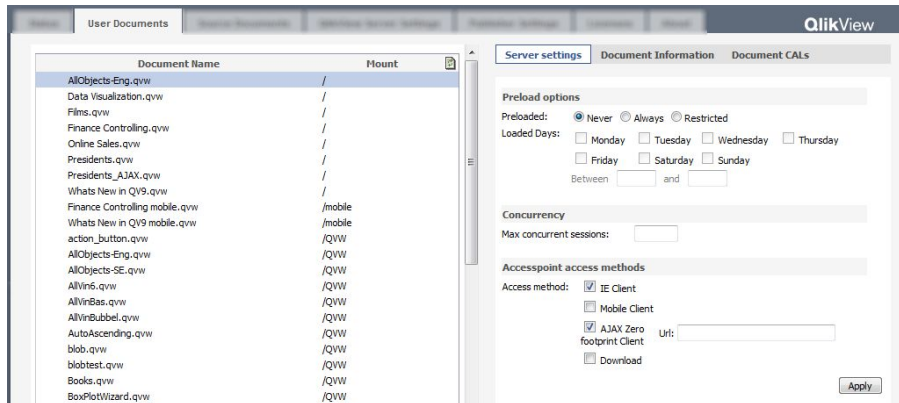 User Documents
QlikView
Document Name Mount
AllObjects-Eng.qvw /
Data Visualization.qvw /
Films.qvw /
Finance Controlling.qvw /
Online Sales.qvw /
Presidents.qvw /
Presidents_AJAX.qvw /
Whats New in QV9.qvw /
Finance Controlling mobile.qvw /mobile
Whats New in QV9 mobile.qvw /mobile
action_button.qvw /QVW
AllObjects-Eng.qvw /QVW
AllObjects-SE.qvw /QVW
AllVin6.qvw /QVW
AllVinBas.qvw /QVW
AllVinBubbel.qvw /QVW
AutoAscending.qvw /QVW
blob.qvw /QVW
blobtest.qvw /QVW
Books.qvw /QVW
BoxPlotWizard.qvw /QVW
Server settings Document Information Document CALs
Preload options
Preloaded: Never Always Restricted
Loaded Days: Monday Tuesday Wednesday Thursday
Friday Saturday Sunday
Between and
Concurrency
Max concurrent sessions:
Accesspoint access methods
Access method: IE Client
Mobile Client
AJAX Zero
footprint Client Url:
Download
Apply